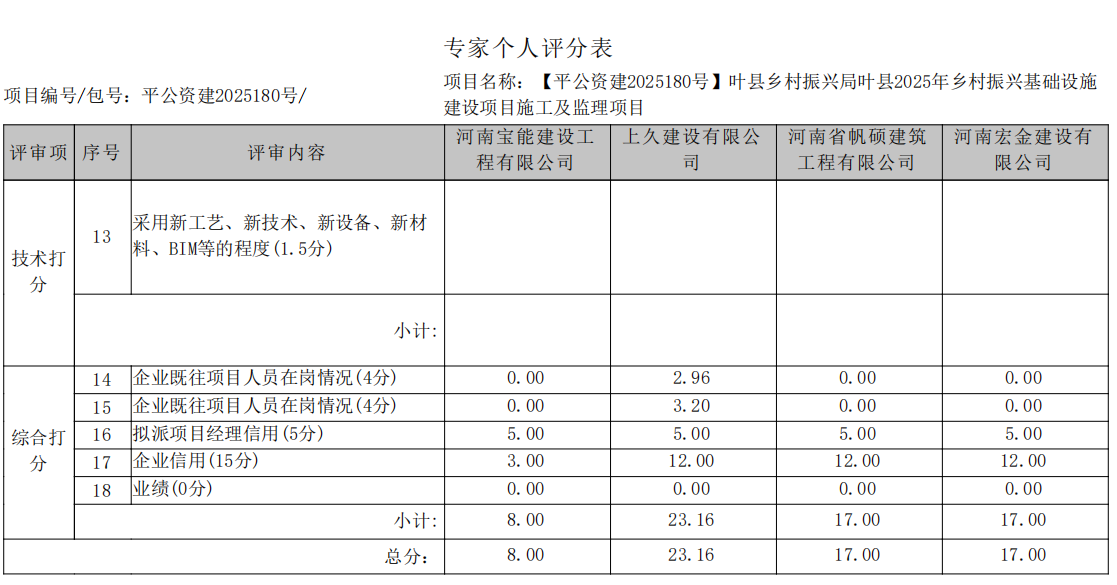 专家个人评分表
项目编号/包号：平公资建2025180号/
项目名称：【平公资建2025180号】叶县乡村振兴局叶县2025年乡村振兴基础设施
建设项目施工及监理项目
评审项 序号 评审内容 河南宝能建设工程有限公司 上久建设有限公司 河南省帆硕建筑工程有限公司 河南宏金建设有限公司
技术打分
13 采用新工艺、新技术、新设备、新材
料、BIM等的程度(1.5分)
小计:
综合打分
14 企业既往项目人员在岗情况(4分) 0.00 2.96 0.00 0.00
15 企业既往项目人员在岗情况(4分) 0.00 3.20 0.00 0.00
16 拟派项目经理信用(5分) 5.00 5.00 5.00 5.00
17 企业信用(15分) 3.00 12.00 12.00 12.00
18 业绩(0分) 0.00 0.00 0.00 0.00
小计: 8.00 23.16 17.00 17.00
总分: 8.00 23.16 17.00 17.00